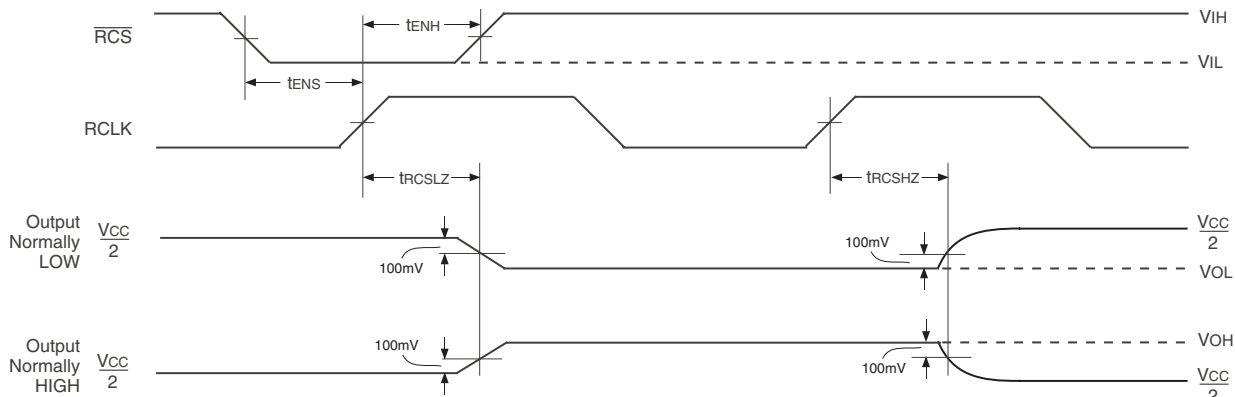 RCS
tENH
VIH
VIL
tENS
RCLK
tRCSLZ
tRCSHZ
Output
Normally
LOW
VCC
2
100mV
100mV
VCC
2
VOL
Output
Normally
HIGH
VCC
2
100mV
100mV
VOH
VCC
2